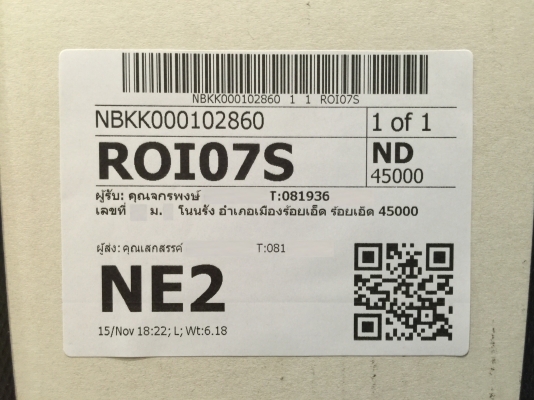 NBKK000102860 1 1 ROI07S
NBKK000102860
1 of 1
ROI07S
ND
45000
ผู้รับ: คุณจกรพงษ์ T:081936
เลขที่ ม. โนนรัง อำเภอเมืองร้อยเอ็ด ร้อยเอ็ด 45000
ผู้ส่ง: คุณเสกสรรค์ T:081
NE2
15/Nov 18:22; L; Wt:6.18